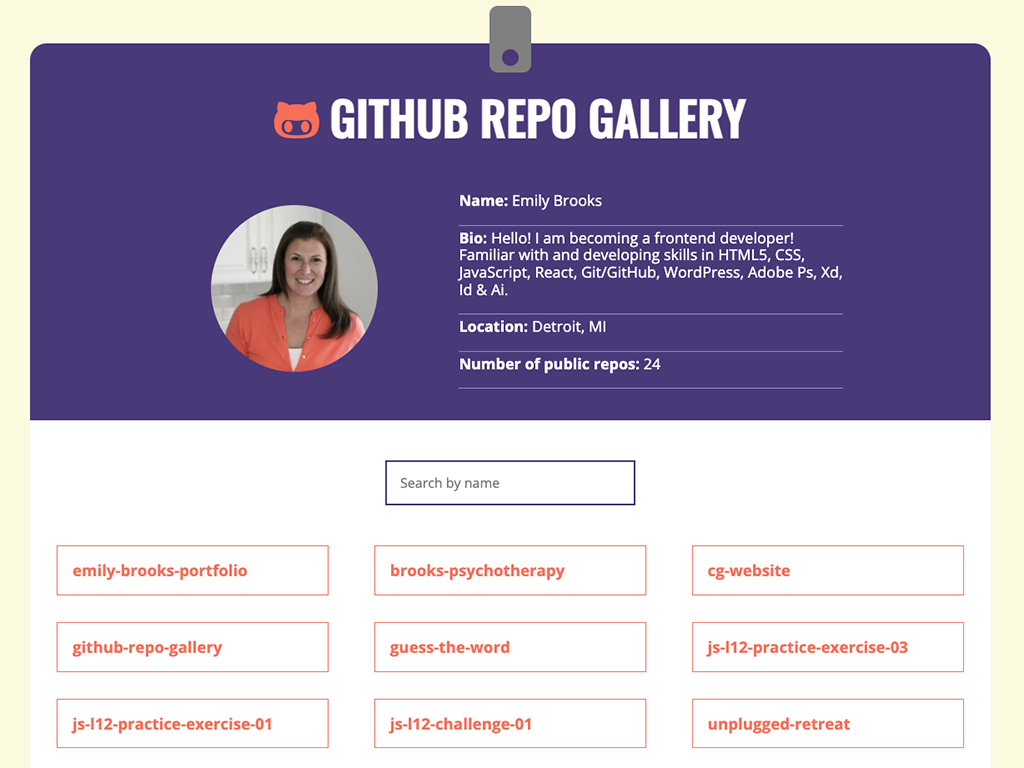 GITHUB REPO GALLERY
Name: Emily Brooks
Bio: Hello! I am becoming a frontend developer!
Familiar with and developing skills in HTML5, CSS,
JavaScript, React, Git/GitHub, WordPress, Adobe Ps, Xd,
Id & Ai.
Location: Detroit, MI
Number of public repos: 24
Search by name
emily-brooks-portfolio
brooks-psychotherapy
cg-website
github-repo-gallery
guess-the-word
js-l12-practice-exercise-03
js-l12-practice-exercise-01
js-l12-challenge-01
unplugged-retreat